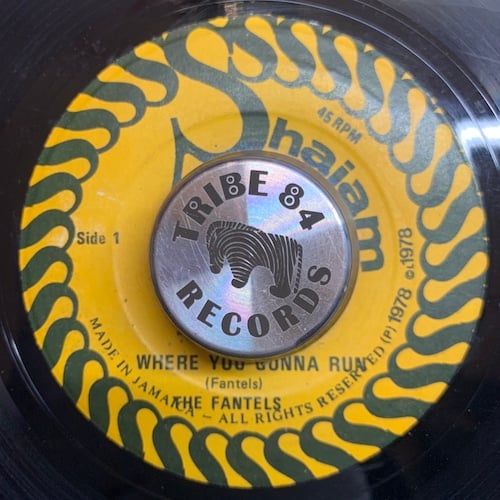 Shaiam
45 RPM
TRIBE 84
RECORDS
Side 1
WHERE YOU GONNA RUN
(Fantels)
THE FANTELS
MADE IN JAMAICA - ALL RIGHTS RESERVED (P) 1978 © 1978